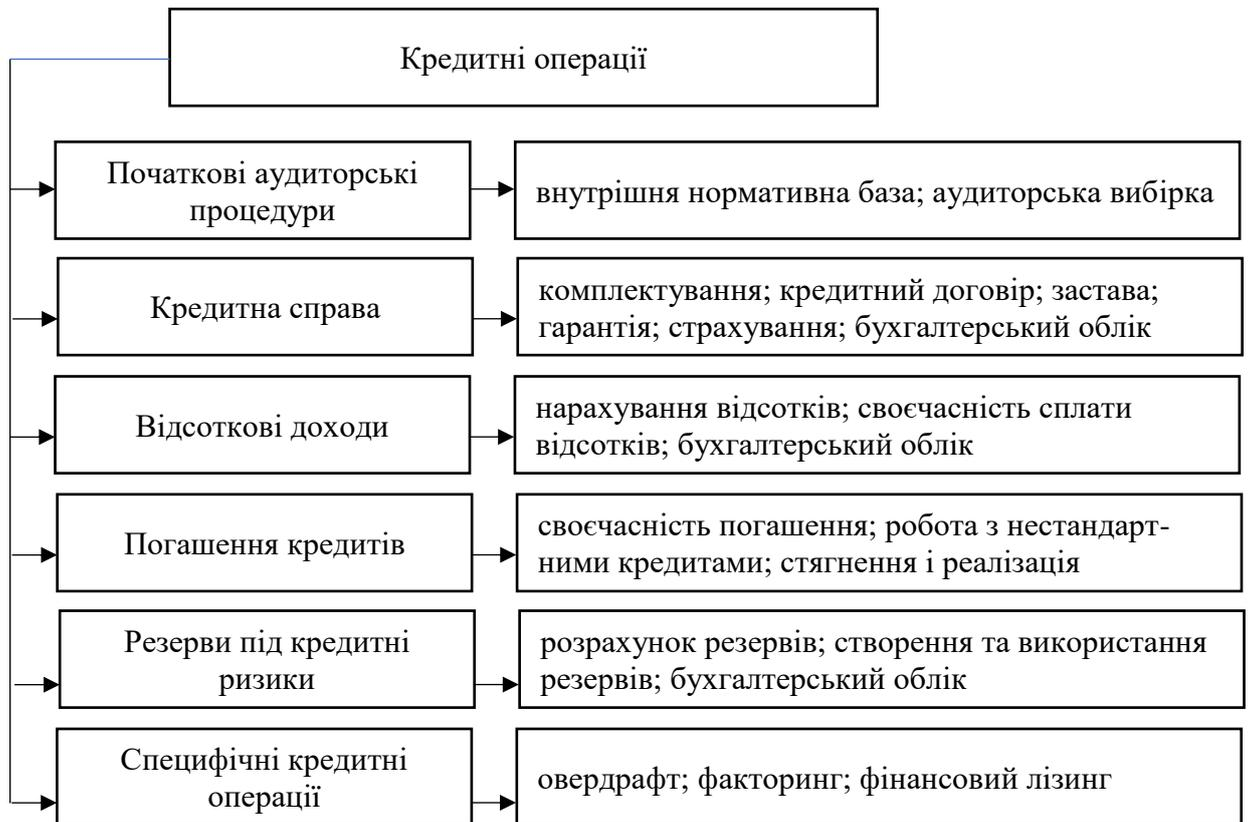 Кредитні операції
Початкові аудиторські
процедури
внутрішня нормативна база; аудиторська вибірка
Кредитна справа
комплектування; кредитний договір; застава;
гарантія; страхування; бухгалтерський облік
Відсоткові доходи
нарахування відсотків; своєчасність сплати
відсотків; бухгалтерський облік
Погашення кредитів
своєчасність погашення; робота з нестандарт-
ними кредитами; стягнення і реалізація
Резерви під кредитні
ризики
розрахунок резервів; створення та використання
резервів; бухгалтерський облік
Специфічні кредитні
операції
овердрафт; факторинг; фінансовий лізинг